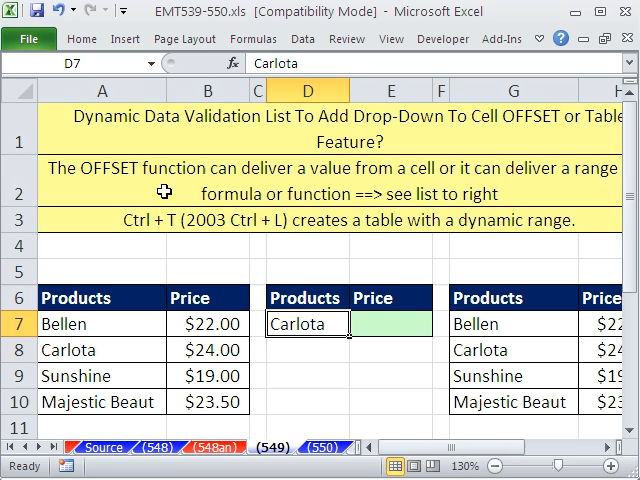 EMT539-550.xls [Compatibility Mode] - Microsoft Excel
File Home Insert Page Layout Formulas Data Review View Developer Add-Ins
D7 fx Carlota
A B C D E F G H
1 Dynamic Data Validation List To Add Drop-Down To Cell OFFSET or Table
Feature?
The OFFSET function can deliver a value from a cell or it can deliver a range
2 formula or function ==> see list to right
3 Ctrl + T (2003 Ctrl + L) creates a table with a dynamic range.
4
5
6 Products Price Products Price Products Price
7 Bellen $22.00 Carlota Bellen $22
8 Carlota $24.00 Carlota $24
9 Sunshine $19.00 Sunshine $19
10 Majestic Beaut $23.50 Majestic Beaut $23
11
Source (548) (548an) (549) (550)
Ready 130%